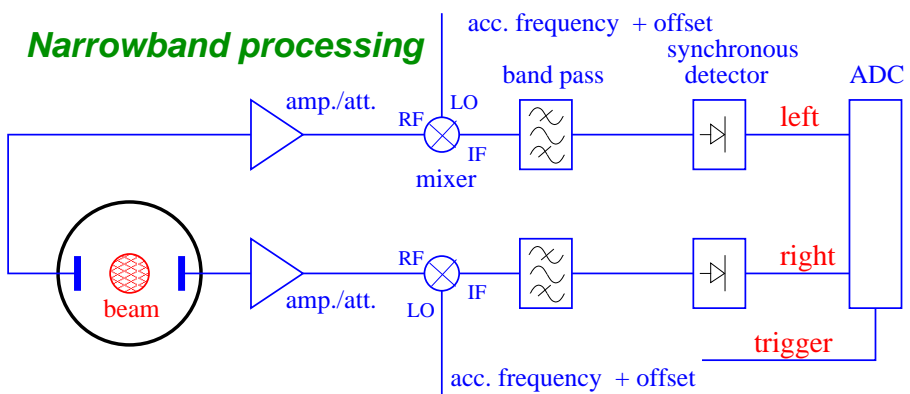 Narrowband processing
acc. frequency + offset
synchronous
band pass
detector
ADC
amp./att.
LO
RF
left
IF
mixer
RF
right
IF
beam
amp./att.
LO
trigger
acc. frequency + offset